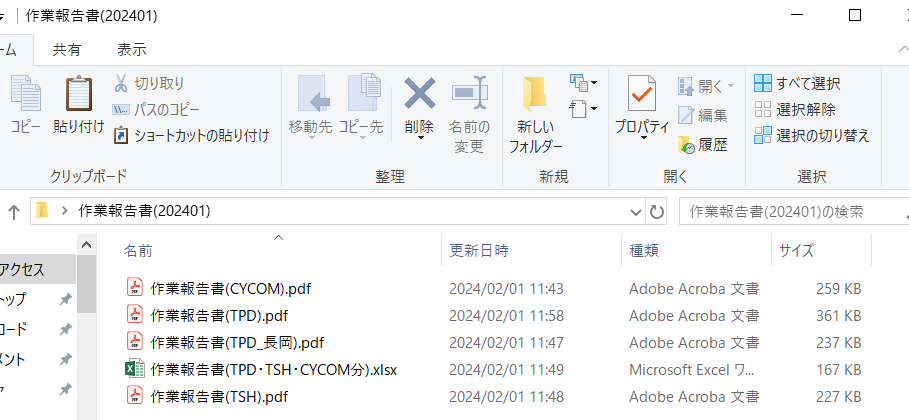 作業報告書(202401)
ーム 共有 表示
コピー 貼り付け 切り取り パスのコピー ショートカットの貼り付け
移動先 コピー先 削除 名前の変更
新しいフォルダー
プロパティ 開く 編集 履歴
すべて選択 選択解除 選択の切り替え
クリップボード 整理 新規 開く 選択
作業報告書(202401) 作業報告書(202401)の検索
名前 更新日時 種類 サイズ
アクセス
トップ
ロード
メント
ャ
作業報告書(CYCOM).pdf 2024/02/01 11:43 Adobe Acroba 文書 259 KB
作業報告書(TPD).pdf 2024/02/01 11:58 Adobe Acroba 文書 361 KB
作業報告書(TPD_長岡).pdf 2024/02/01 11:47 Adobe Acroba 文書 237 KB
作業報告書(TPD・TSH・CYCOM分).xlsx 2024/02/01 11:49 Microsoft Excel ワ... 167 KB
作業報告書(TSH).pdf 2024/02/01 11:48 Adobe Acroba 文書 227 KB